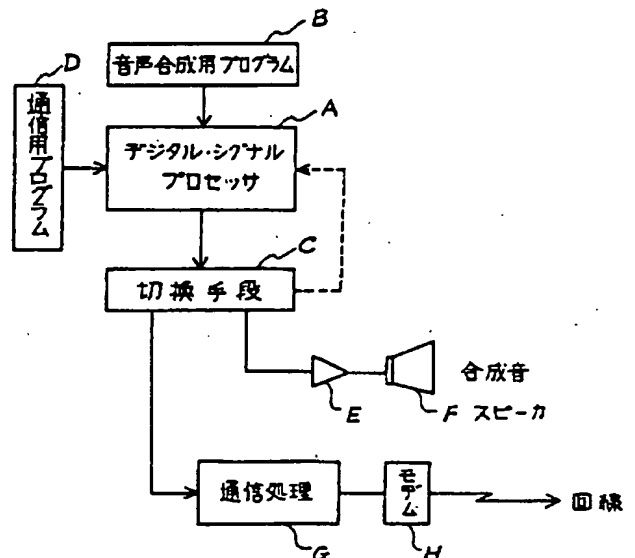 B
音声合成用プログラム
D
通信用プログラム
A
デジタル・シグナル
プロセッサ
C
切換手段
合成音
E
F スピーカ
通信処理
モデム
回線
G
H